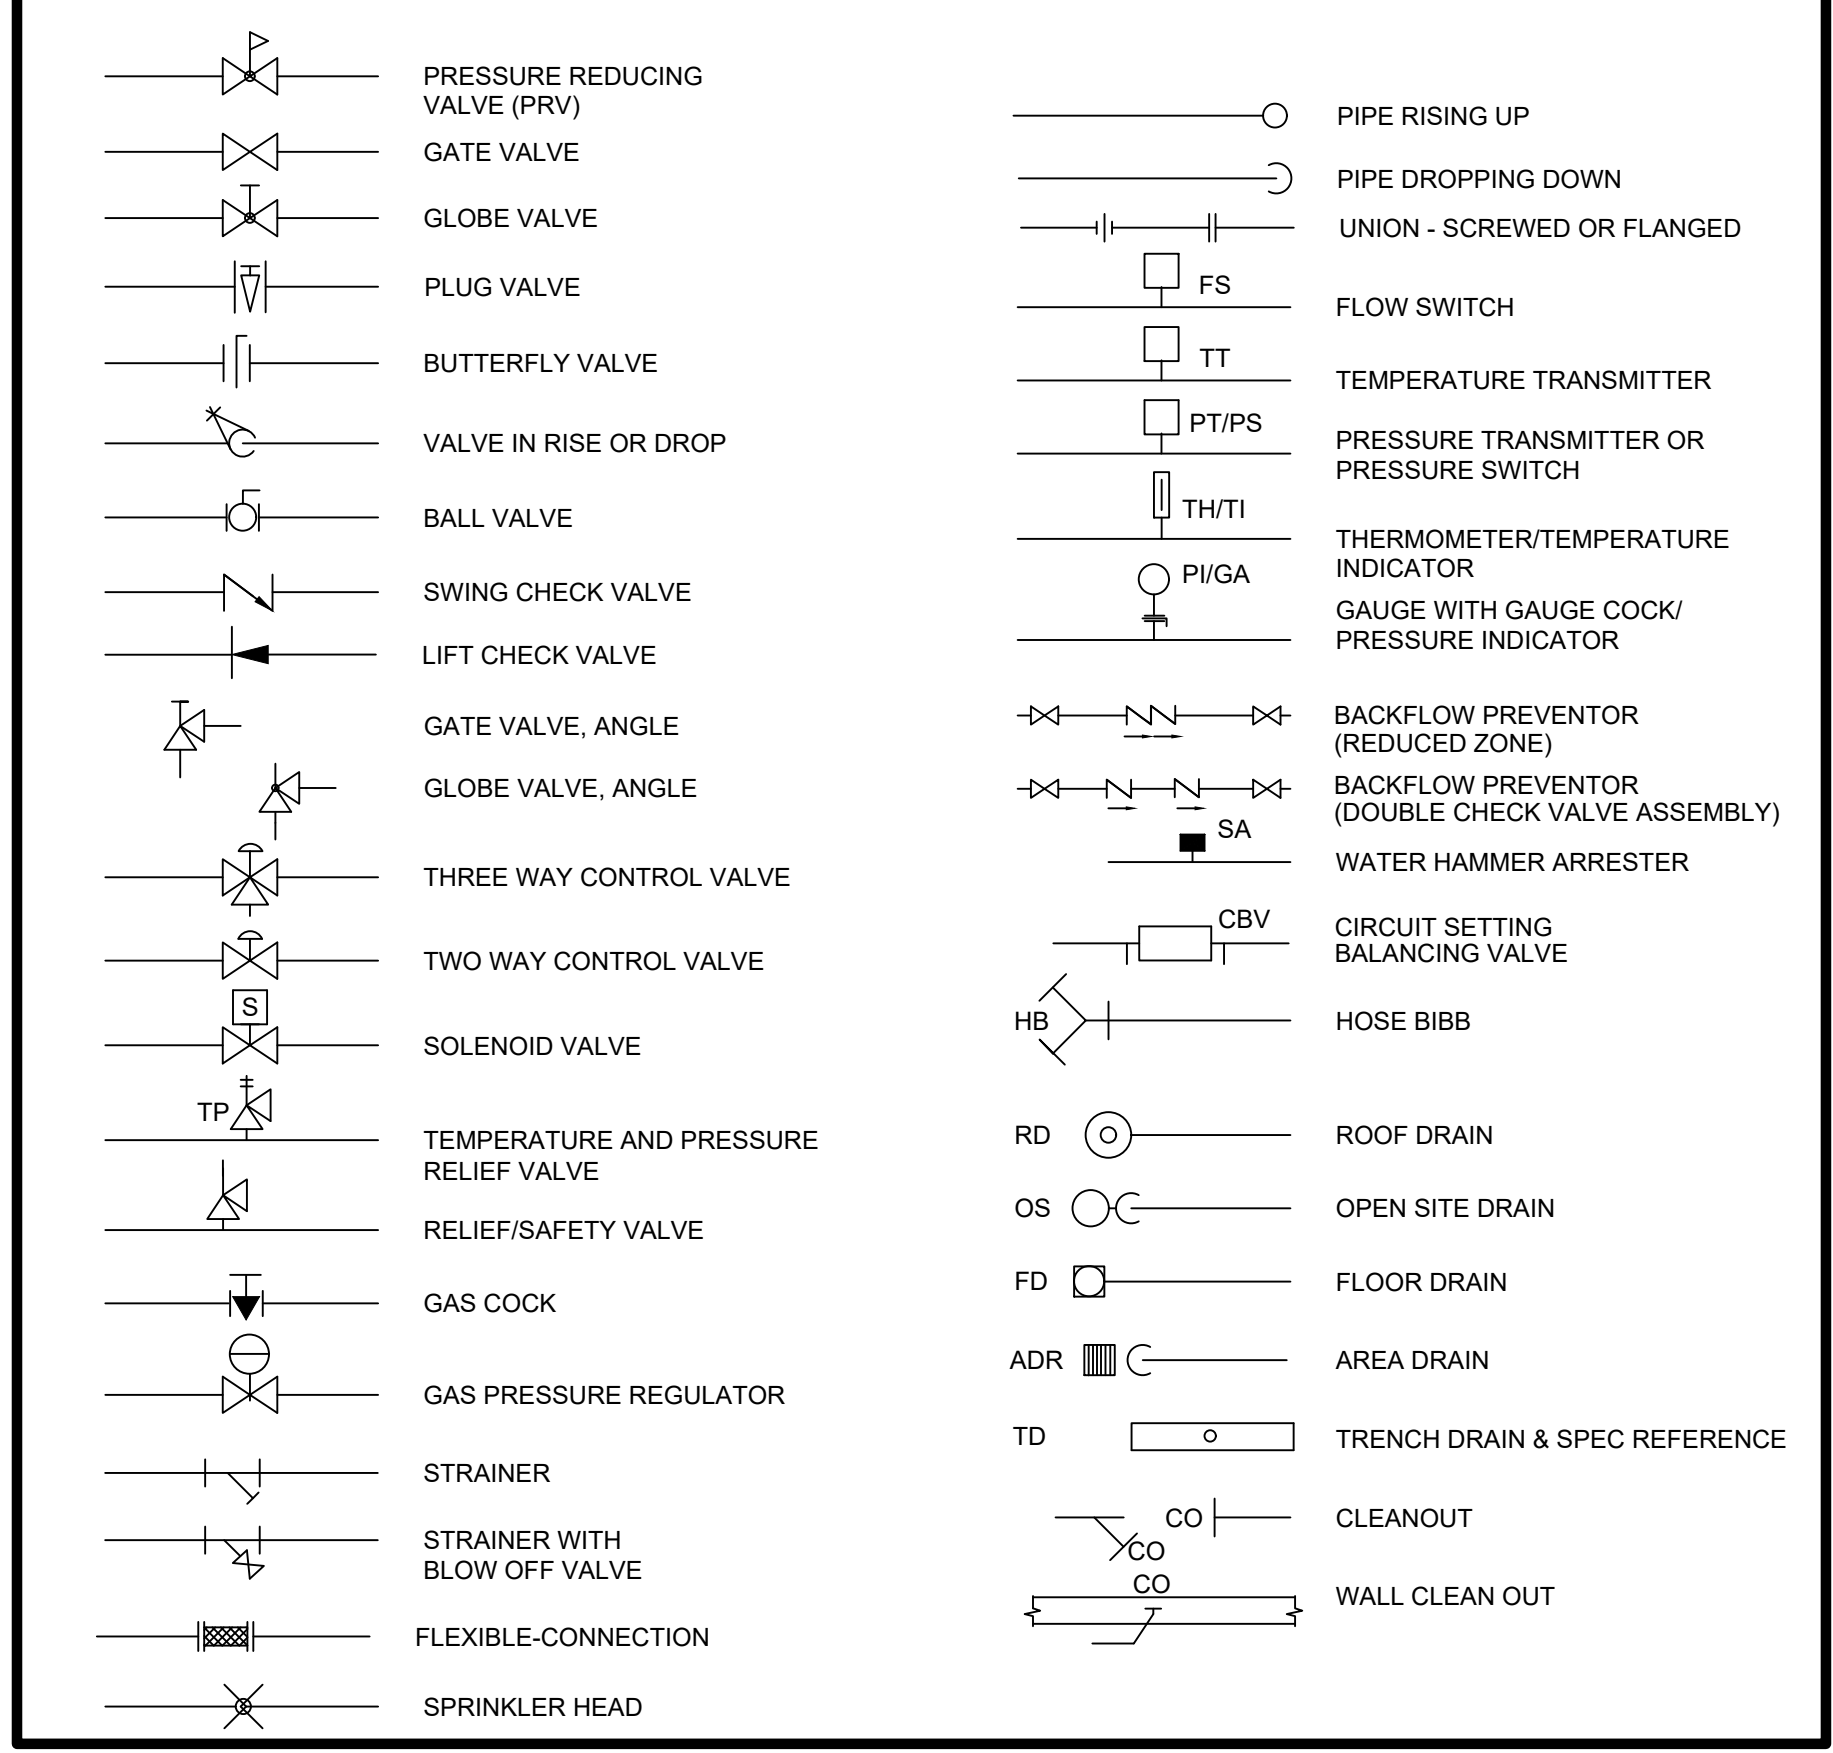 PRESSURE REDUCING
VALVE (PRV)
GATE VALVE
GLOBE VALVE
PLUG VALVE
BUTTERFLY VALVE
VALVE IN RISE OR DROP
BALL VALVE
SWING CHECK VALVE
LIFT CHECK VALVE
GATE VALVE, ANGLE
GLOBE VALVE, ANGLE
THREE WAY CONTROL VALVE
TWO WAY CONTROL VALVE
S
SOLENOID VALVE
TP
TEMPERATURE AND PRESSURE
RELIEF VALVE
RELIEF/SAFETY VALVE
GAS COCK
GAS PRESSURE REGULATOR
STRAINER
STRAINER WITH
BLOW OFF VALVE
FLEXIBLE-CONNECTION
SPRINKLER HEAD
PIPE RISING UP
PIPE DROPPING DOWN
UNION - SCREWED OR FLANGED
FS
FLOW SWITCH
TT
TEMPERATURE TRANSMITTER
PT/PS
PRESSURE TRANSMITTER OR
PRESSURE SWITCH
TH/TI
THERMOMETER/TEMPERATURE
INDICATOR
PI/GA
GAUGE WITH GAUGE COCK/
PRESSURE INDICATOR
BACKFLOW PREVENTOR
(REDUCED ZONE)
BACKFLOW PREVENTOR
(DOUBLE CHECK VALVE ASSEMBLY)
SA
WATER HAMMER ARRESTER
CBV
CIRCUIT SETTING
BALANCING VALVE
HB
HOSE BIBB
RD
ROOF DRAIN
OS
OPEN SITE DRAIN
FD
FLOOR DRAIN
ADR
AREA DRAIN
TD
TRENCH DRAIN & SPEC REFERENCE
CO
CLEANOUT
CO
CO
WALL CLEAN OUT